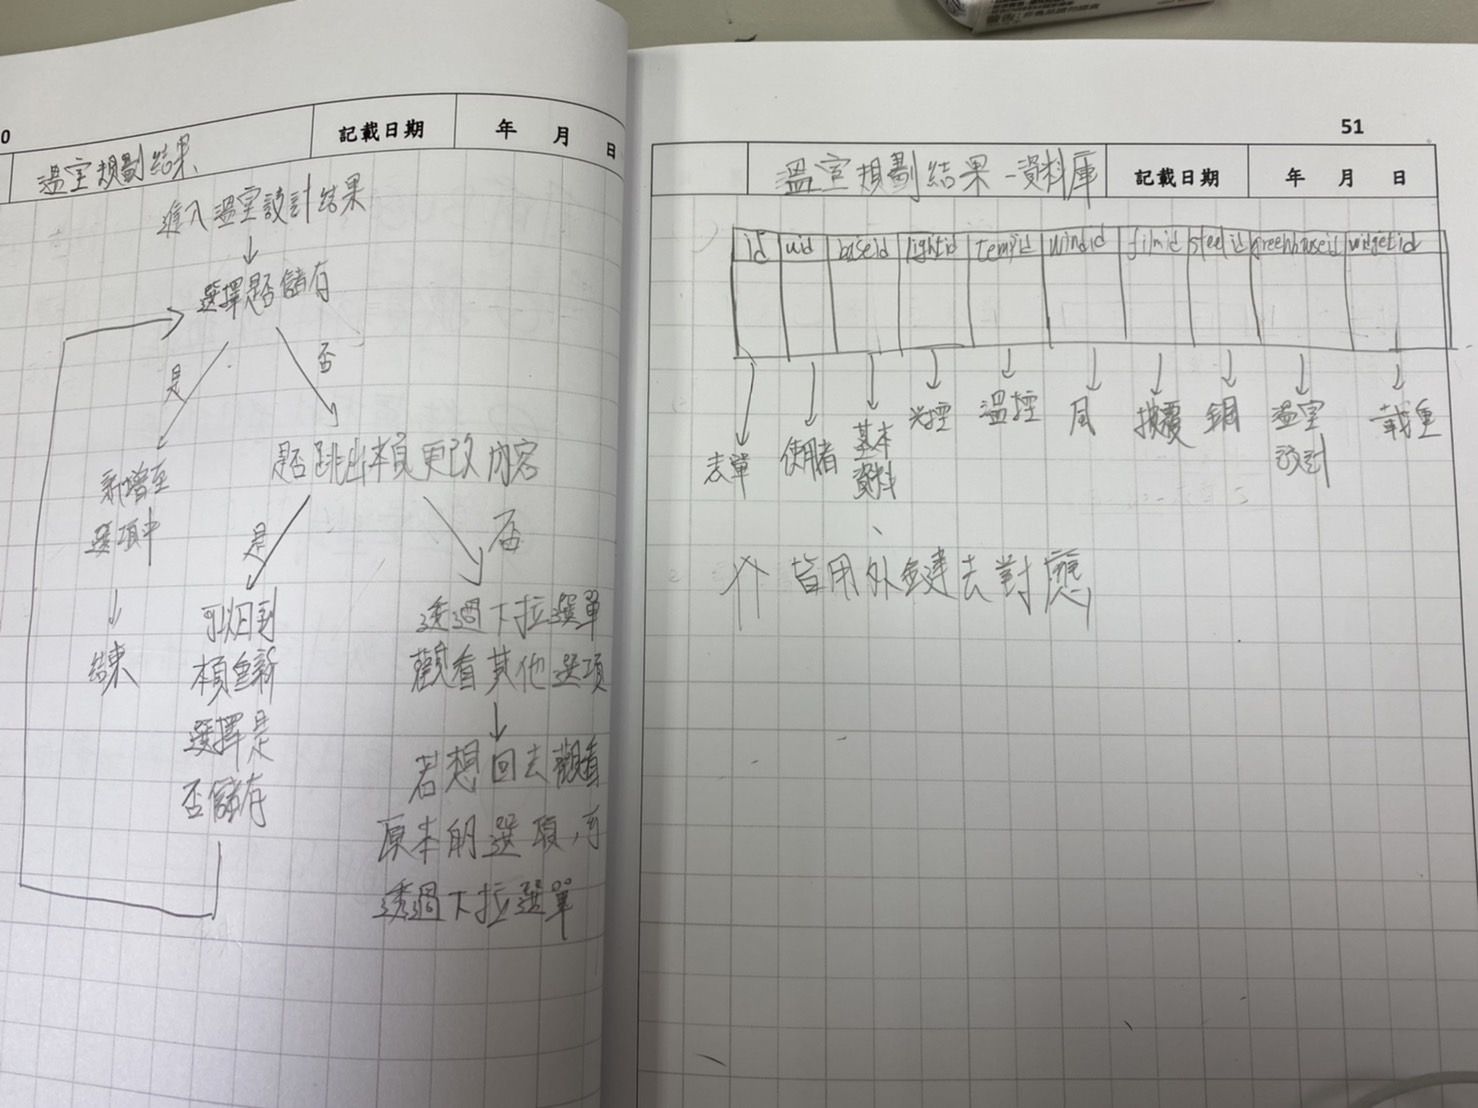 0
溫室規劃結果
記載日期
年 月 日
進入溫室設計結果
選擇是否儲存
是
否
新增至
選項中
結束
是否跳出本頁更改內容
是
否
可以回到
本頁重新
選擇是
否儲存
透過下拉選單
觀看其他選項
若想回去觀看
原本的選項,可
透過下拉選單
51
溫室規劃結果-資料庫
記載日期
年 月 日
id uid baseid lightid tempid windid filmid steelid greenhouseid widgetid
表單
使用者
基本
資料
光控
溫控
風
披覆
鋼
溫室
設計
載重
皆用外鍵去對應